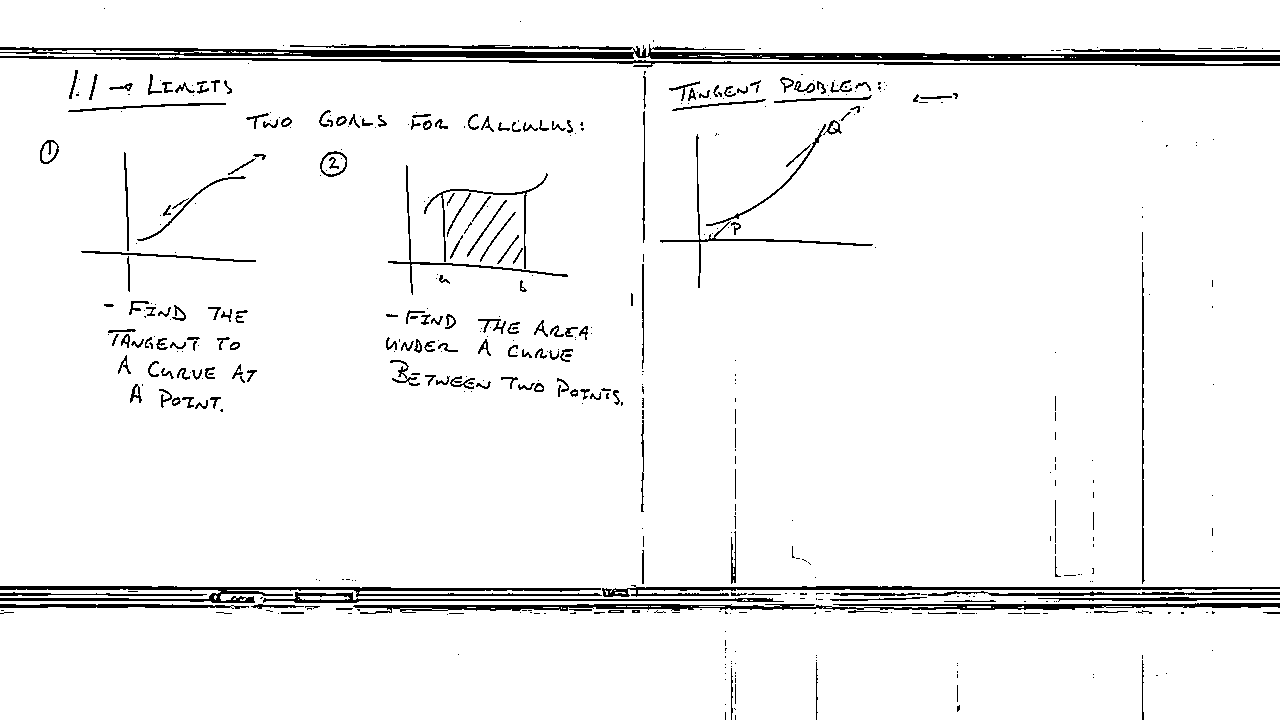 1.1 → LIMITS
TWO GOALS FOR CALCULUS:
①
- FIND THE
TANGENT TO
A CURVE AT
A POINT.
②
a b
- FIND THE AREA
UNDER A CURVE
BETWEEN TWO POINTS.
TANGENT PROBLEM:
Q
P